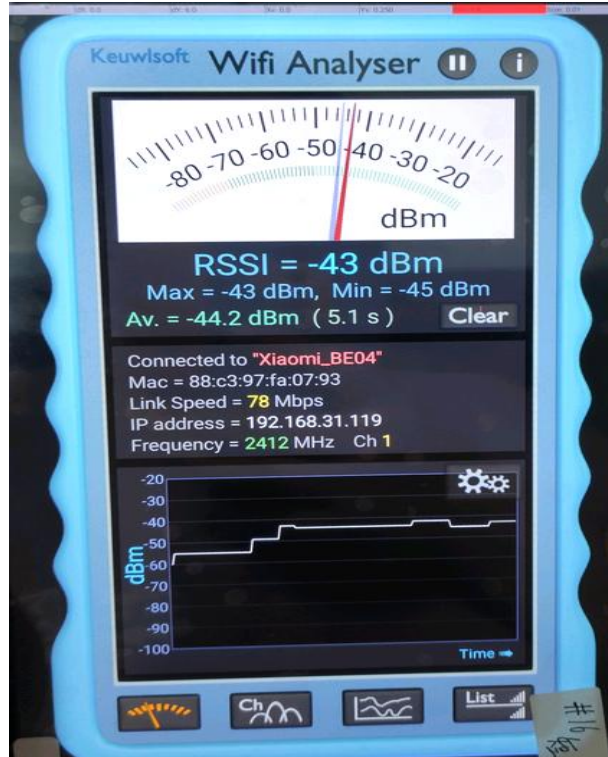 Keuwlsoft Wifi Analyser
-80 -70 -60 -50 -40 -30 -20
dBm
RSSI = -43 dBm
Max = -43 dBm, Min = -45 dBm
Av. = -44.2 dBm ( 5.1 s ) Clear
Connected to "Xiaomi_BE04"
Mac = 88:c3:97:fa:07:93
Link Speed = 78 Mbps
IP address = 192.168.31.119
Frequency = 2412 MHz Ch 1
-20
-30
-40
-50
-60
-70
-80
-90
-100
dBm
Time
Ch
List
#16